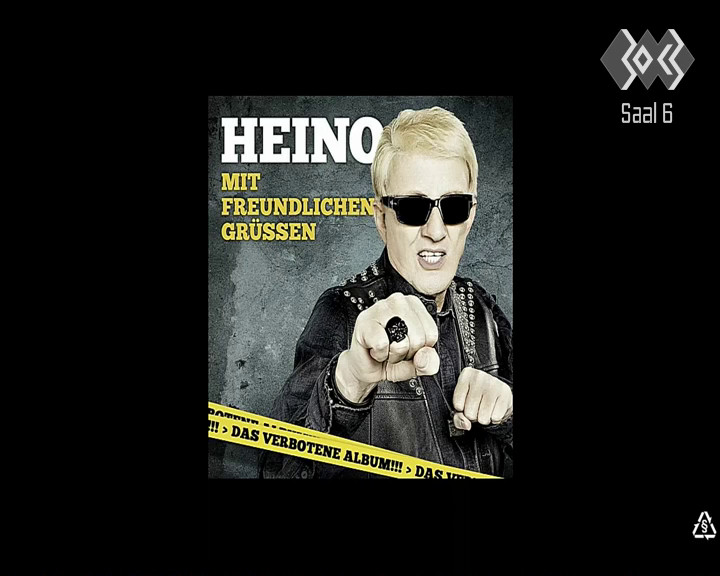 HEINO
MIT
FREUNDLICHEN
GRÜSSEN
!!! > DAS VERBOTENE ALBUM!!! > DAS
Saal 6
§